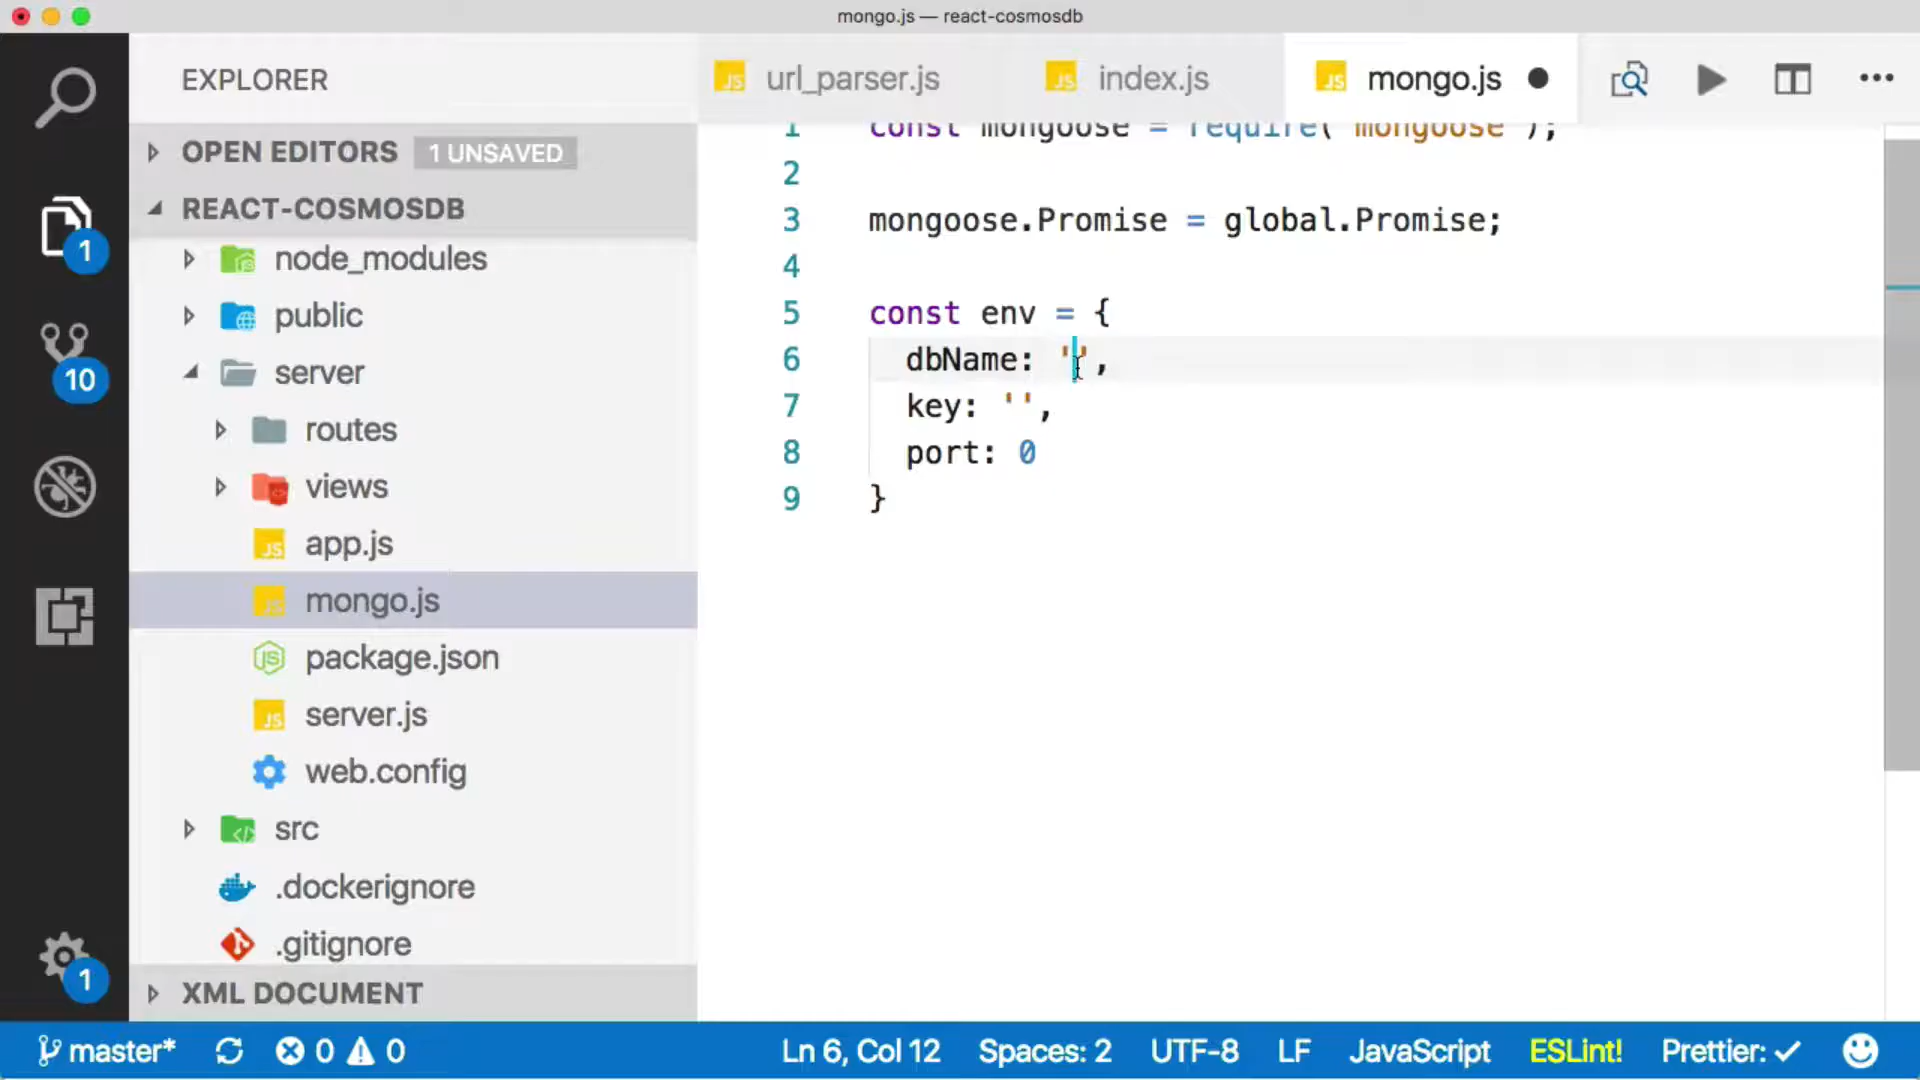 mongo.js — react-cosmosdb
EXPLORER
OPEN EDITORS 1 UNSAVED
REACT-COSMOSDB
node_modules
public
server
routes
views
app.js
mongo.js
package.json
server.js
web.config
src
.dockerignore
.gitignore
XML DOCUMENT
1
10
1
url_parser.js index.js mongo.js
1 const mongoose = require('mongoose');
2
3 mongoose.Promise = global.Promise;
4
5 const env = {
6 dbName: '',
7 key: '',
8 port: 0
9 }
master* 0 0 Ln 6, Col 12 Spaces: 2 UTF-8 LF JavaScript ESLint! Prettier: ✓